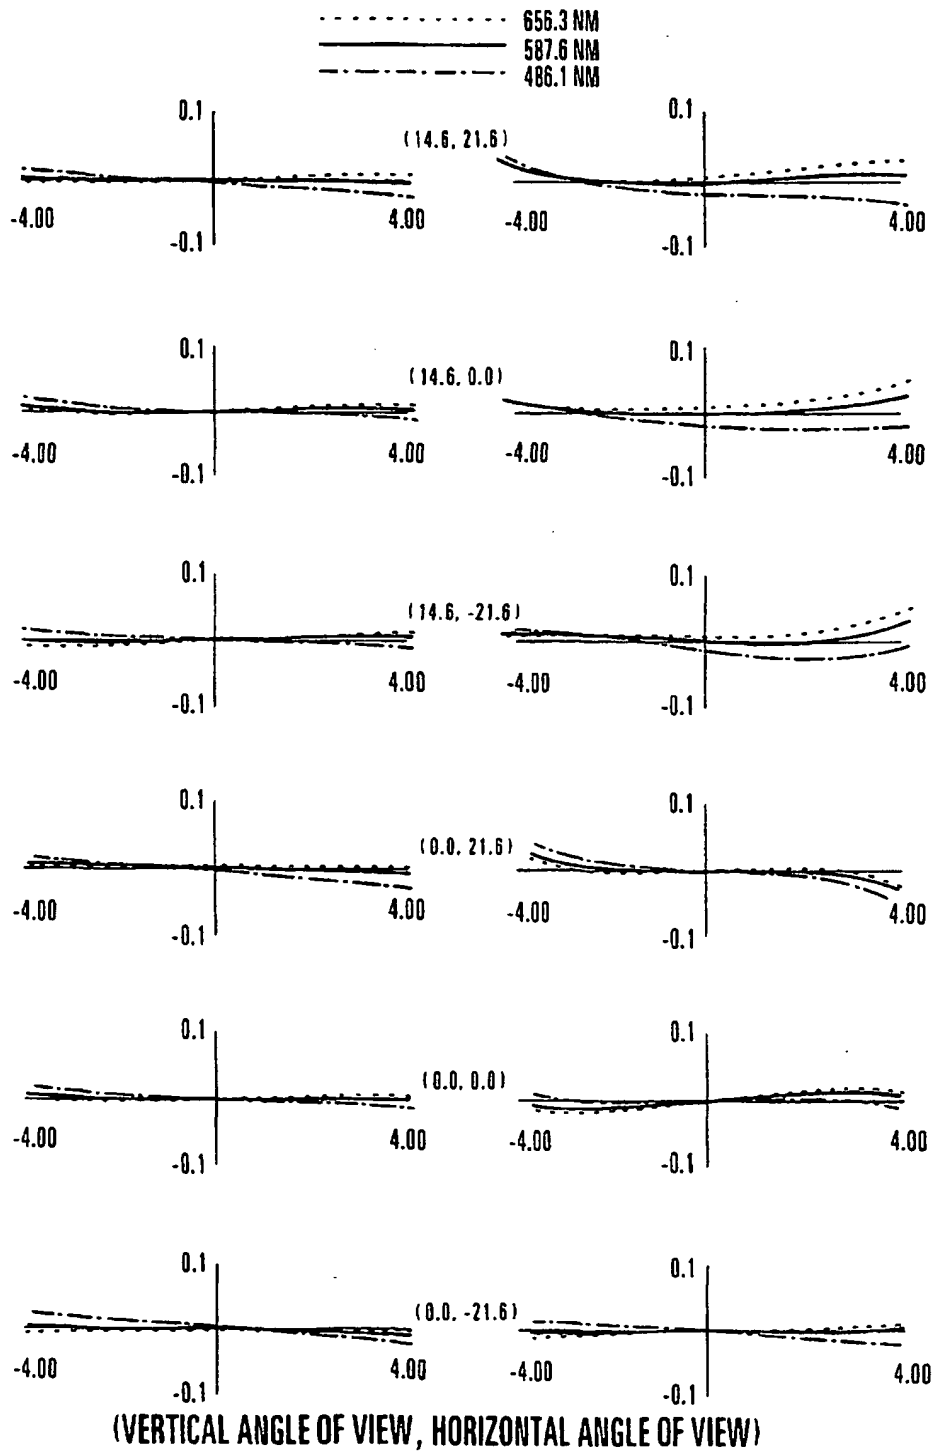 656.3 NM
587.6 NM
486.1 NM
0.1 0.1
(14.6, 21.6)
-4.00 4.00 -4.00 4.00
-0.1 -0.1
0.1 0.1
(14.6, 0.0)
-4.00 4.00 -4.00 4.00
-0.1 -0.1
0.1 0.1
(14.6, -21.6)
-4.00 4.00 -4.00 4.00
-0.1 -0.1
0.1 0.1
(0.0, 21.6)
-4.00 4.00 -4.00 4.00
-0.1 -0.1
0.1 0.1
(0.0, 0.0)
-4.00 4.00 -4.00 4.00
-0.1 -0.1
0.1 0.1
(0.0, -21.6)
-4.00 4.00 -4.00 4.00
-0.1 -0.1
(VERTICAL ANGLE OF VIEW, HORIZONTAL ANGLE OF VIEW)